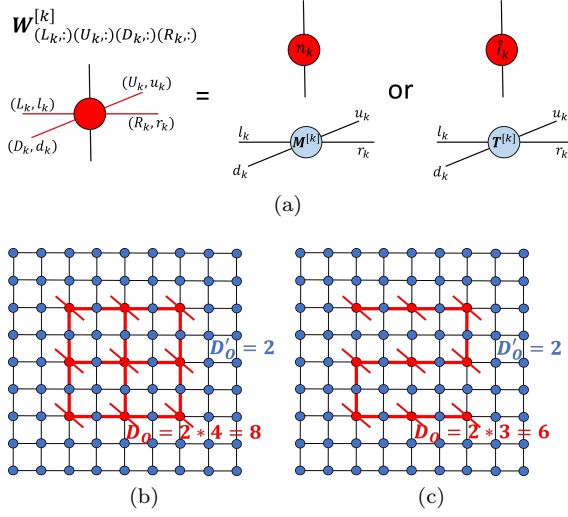 W^[k]
(L_k,:)(U_k,:)(D_k,:)(R_k,:)
(U_k, u_k)
(L_k, l_k)
(R_k, r_k)
(D_k, d_k)
=
n_k
l_k
u_k
M^[k]
d_k
r_k
or
Î_k
l_k
u_k
T^[k]
d_k
r_k
(a)
D'_O = 2
D_O = 2 * 4 = 8
(b)
D'_O = 2
D_O = 2 * 3 = 6
(c)